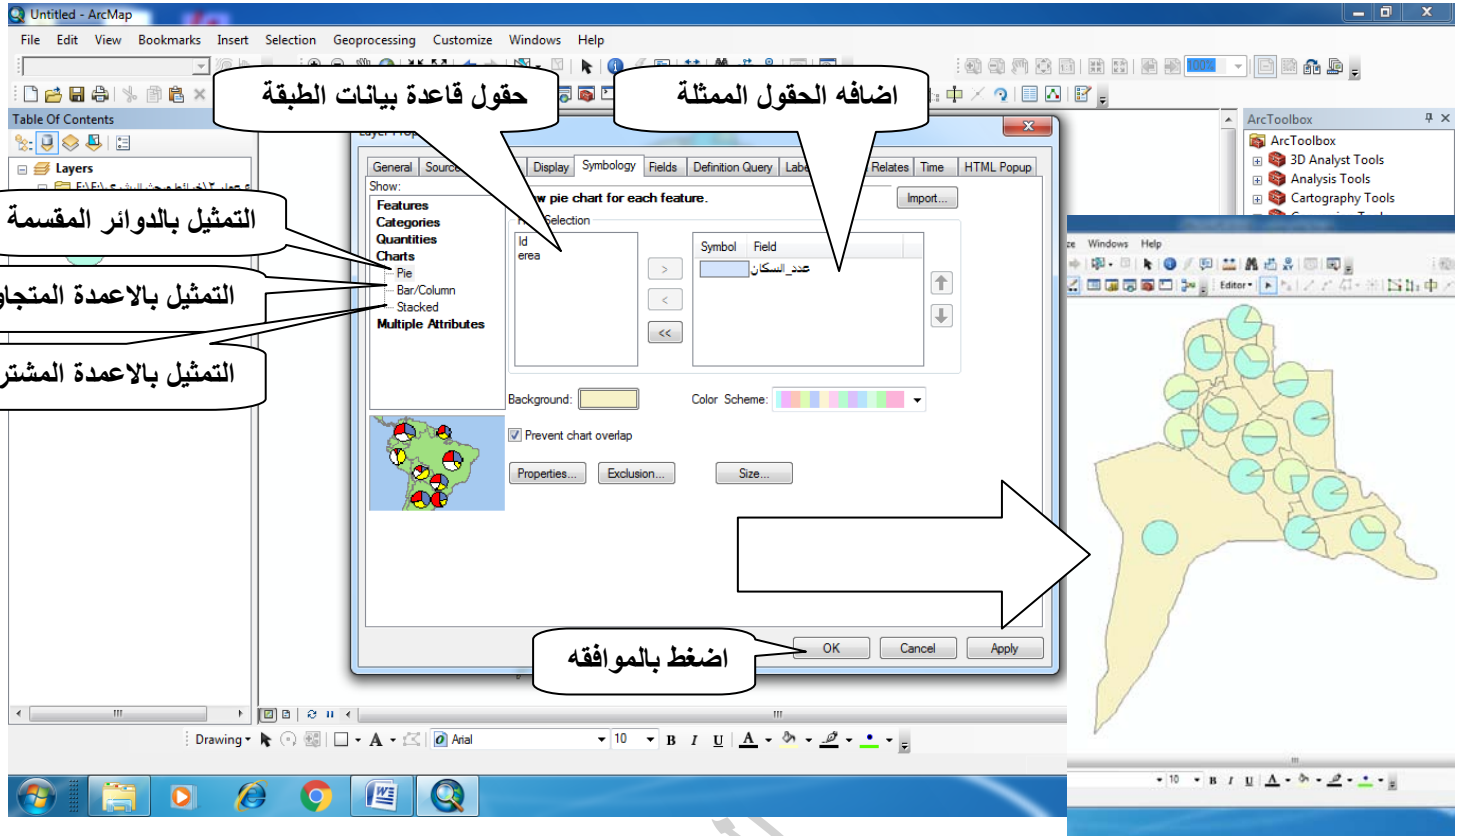 Untitled - ArcMap
File Edit View Bookmarks Insert Selection Geoprocessing Customize Windows Help
100%
حقول قاعدة بيانات الطبقة
اضافه الحقول الممثلة
Table Of Contents
Layers
ArcToolbox
ArcToolbox
3D Analyst Tools
Analysis Tools
Cartography Tools
General Display Symbology Fields Definition Query Relates Time HTML Popup
Show:
Features
Categories
Quantities
Charts
Pie
Bar/Column
Stacked
Multiple Attributes
pie chart for each feature.
Import...
Selection
Id
erea
Symbol Field
عدد_السكان
>
<
<<
التمثيل بالدوائر المقسمة
التمثيل بالاعمدة
التمثيل بالاعمدة
Background:
Color Scheme:
Prevent chart overlap
Properties... Exclusion... Size...
OK Cancel Apply
اضغط بالموافقه
Windows Help
Editor
Drawing
A
Arial
10
B I U A
10
B I U A